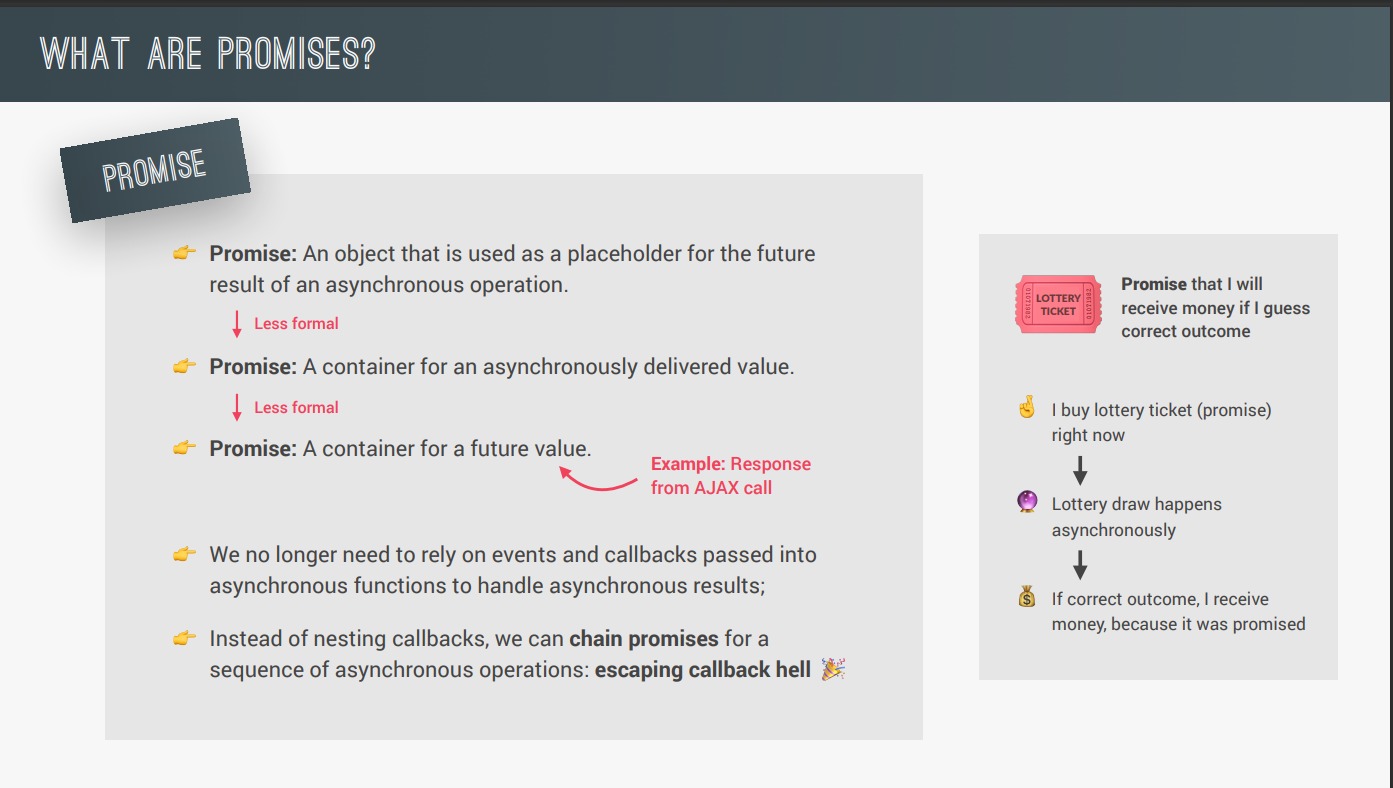 WHAT ARE PROMISES?
PROMISE
👉 Promise: An object that is used as a placeholder for the future
result of an asynchronous operation.
Less formal
👉 Promise: A container for an asynchronously delivered value.
Less formal
👉 Promise: A container for a future value.
Example: Response
from AJAX call
👉 We no longer need to rely on events and callbacks passed into
asynchronous functions to handle asynchronous results;
👉 Instead of nesting callbacks, we can chain promises for a
sequence of asynchronous operations: escaping callback hell 🎉
LOTTERY
TICKET
Promise that I will
receive money if I guess
correct outcome
🤞 I buy lottery ticket (promise)
right now
🔮 Lottery draw happens
asynchronously
💰 If correct outcome, I receive
money, because it was promised